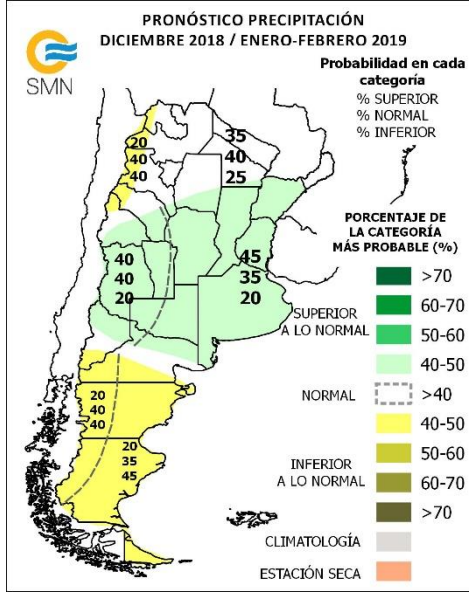 PRONÓSTICO PRECIPITACIÓN
DICIEMBRE 2018 / ENERO-FEBRERO 2019
SMN
Probabilidad en cada
categoría
% SUPERIOR
% NORMAL
% INFERIOR
20
40
40
35
40
25
40
40
20
45
35
20
20
40
40
20
35
45
PORCENTAJE DE
LA CATEGORÍA
MÁS PROBABLE (%)
>70
60-70
50-60
SUPERIOR
A LO NORMAL
40-50
NORMAL
>40
40-50
50-60
INFERIOR
A LO NORMAL
60-70
>70
CLIMATOLOGÍA
ESTACIÓN SECA